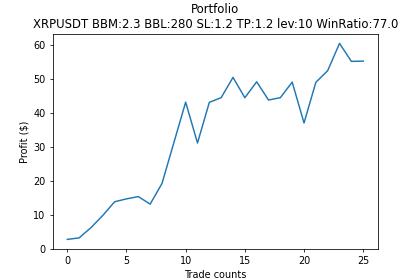 Portfolio
XRPUSDT BBM:2.3 BBL:280 SL:1.2 TP:1.2 lev:10 WinRatio:77.0
60
50
40
30
20
10
0
Profit ($)
0 5 10 15 20 25
Trade counts